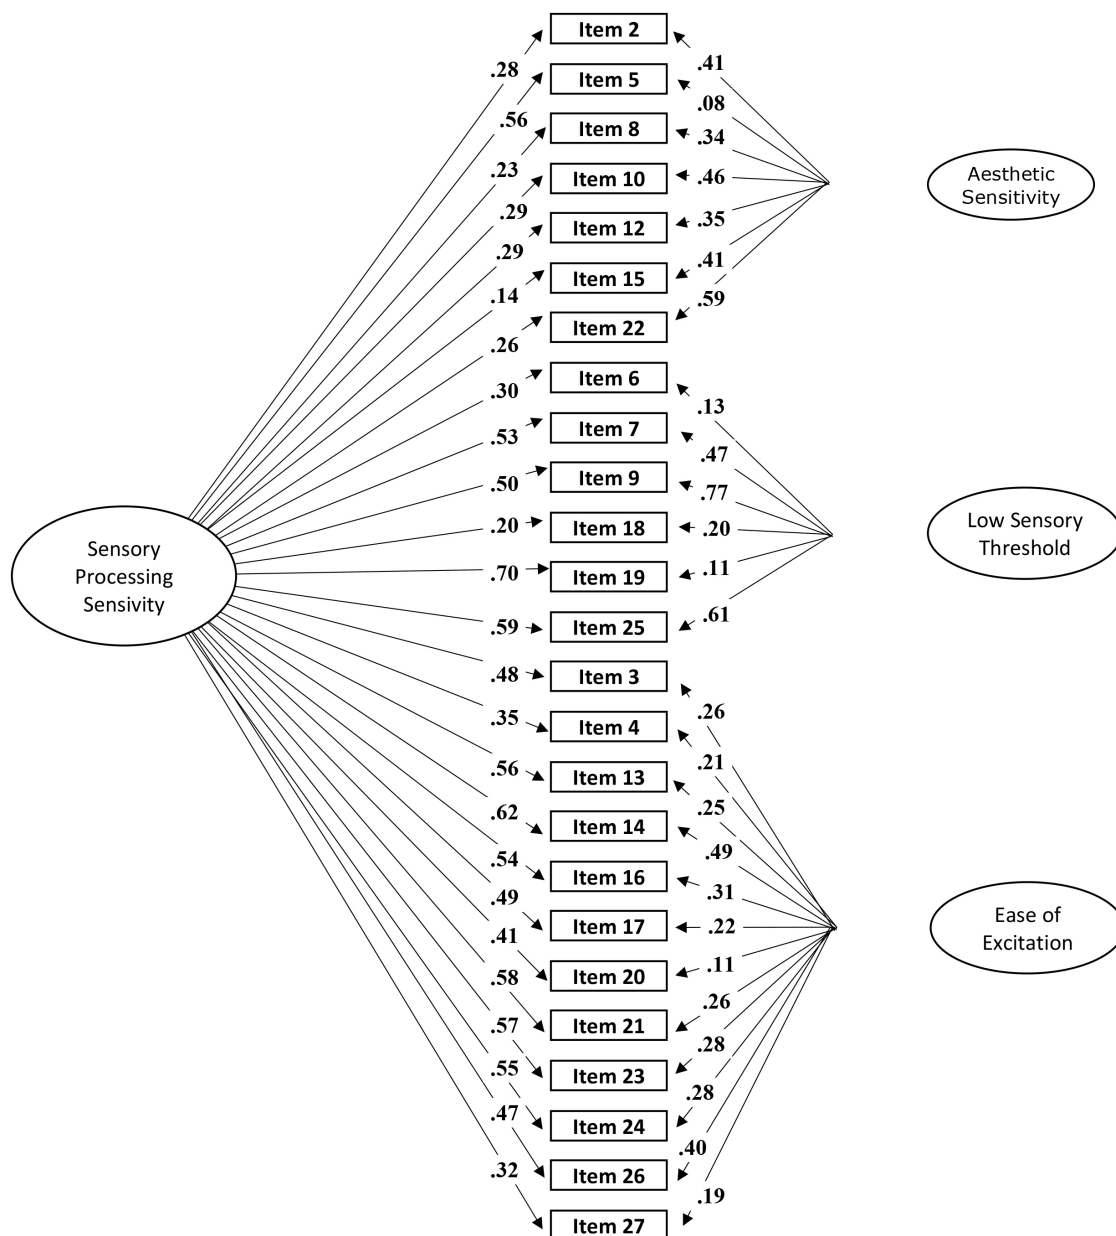 Item 2
.28
.41
Item 5
.56
.08
Item 8
.23
.34
Item 10
.29
.46
Item 12
.29
.35
Item 15
.14
.41
Item 22
.26
.59
Aesthetic
Sensitivity
Item 6
.30
.13
Item 7
.53
.47
Item 9
.50
.77
Item 18
.20
.20
Item 19
.70
.11
Item 25
.59
.61
Low Sensory
Threshold
Sensory
Processing
Sensivity
Item 3
.48
.26
Item 4
.35
.21
Item 13
.56
.25
Item 14
.62
.49
Item 16
.54
.31
Item 17
.49
.22
Item 20
.41
.11
Item 21
.58
.26
Item 23
.57
.28
Item 24
.55
.28
Item 26
.47
.40
Item 27
.32
.19
Ease of
Excitation